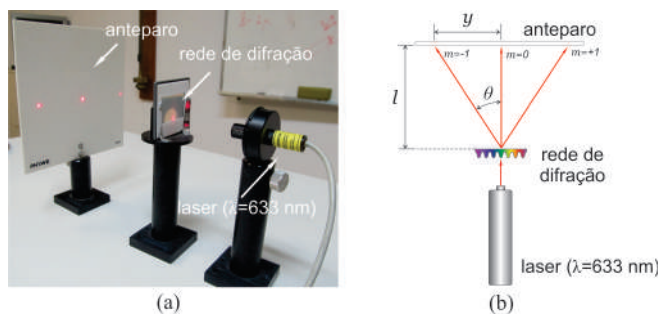 anteparo
rede de
difração
laser (λ=633 nm)
(a)
y
anteparo
m=-1
m=0
m=+1
l
θ
rede de
difração
laser (λ=633 nm)
(b)